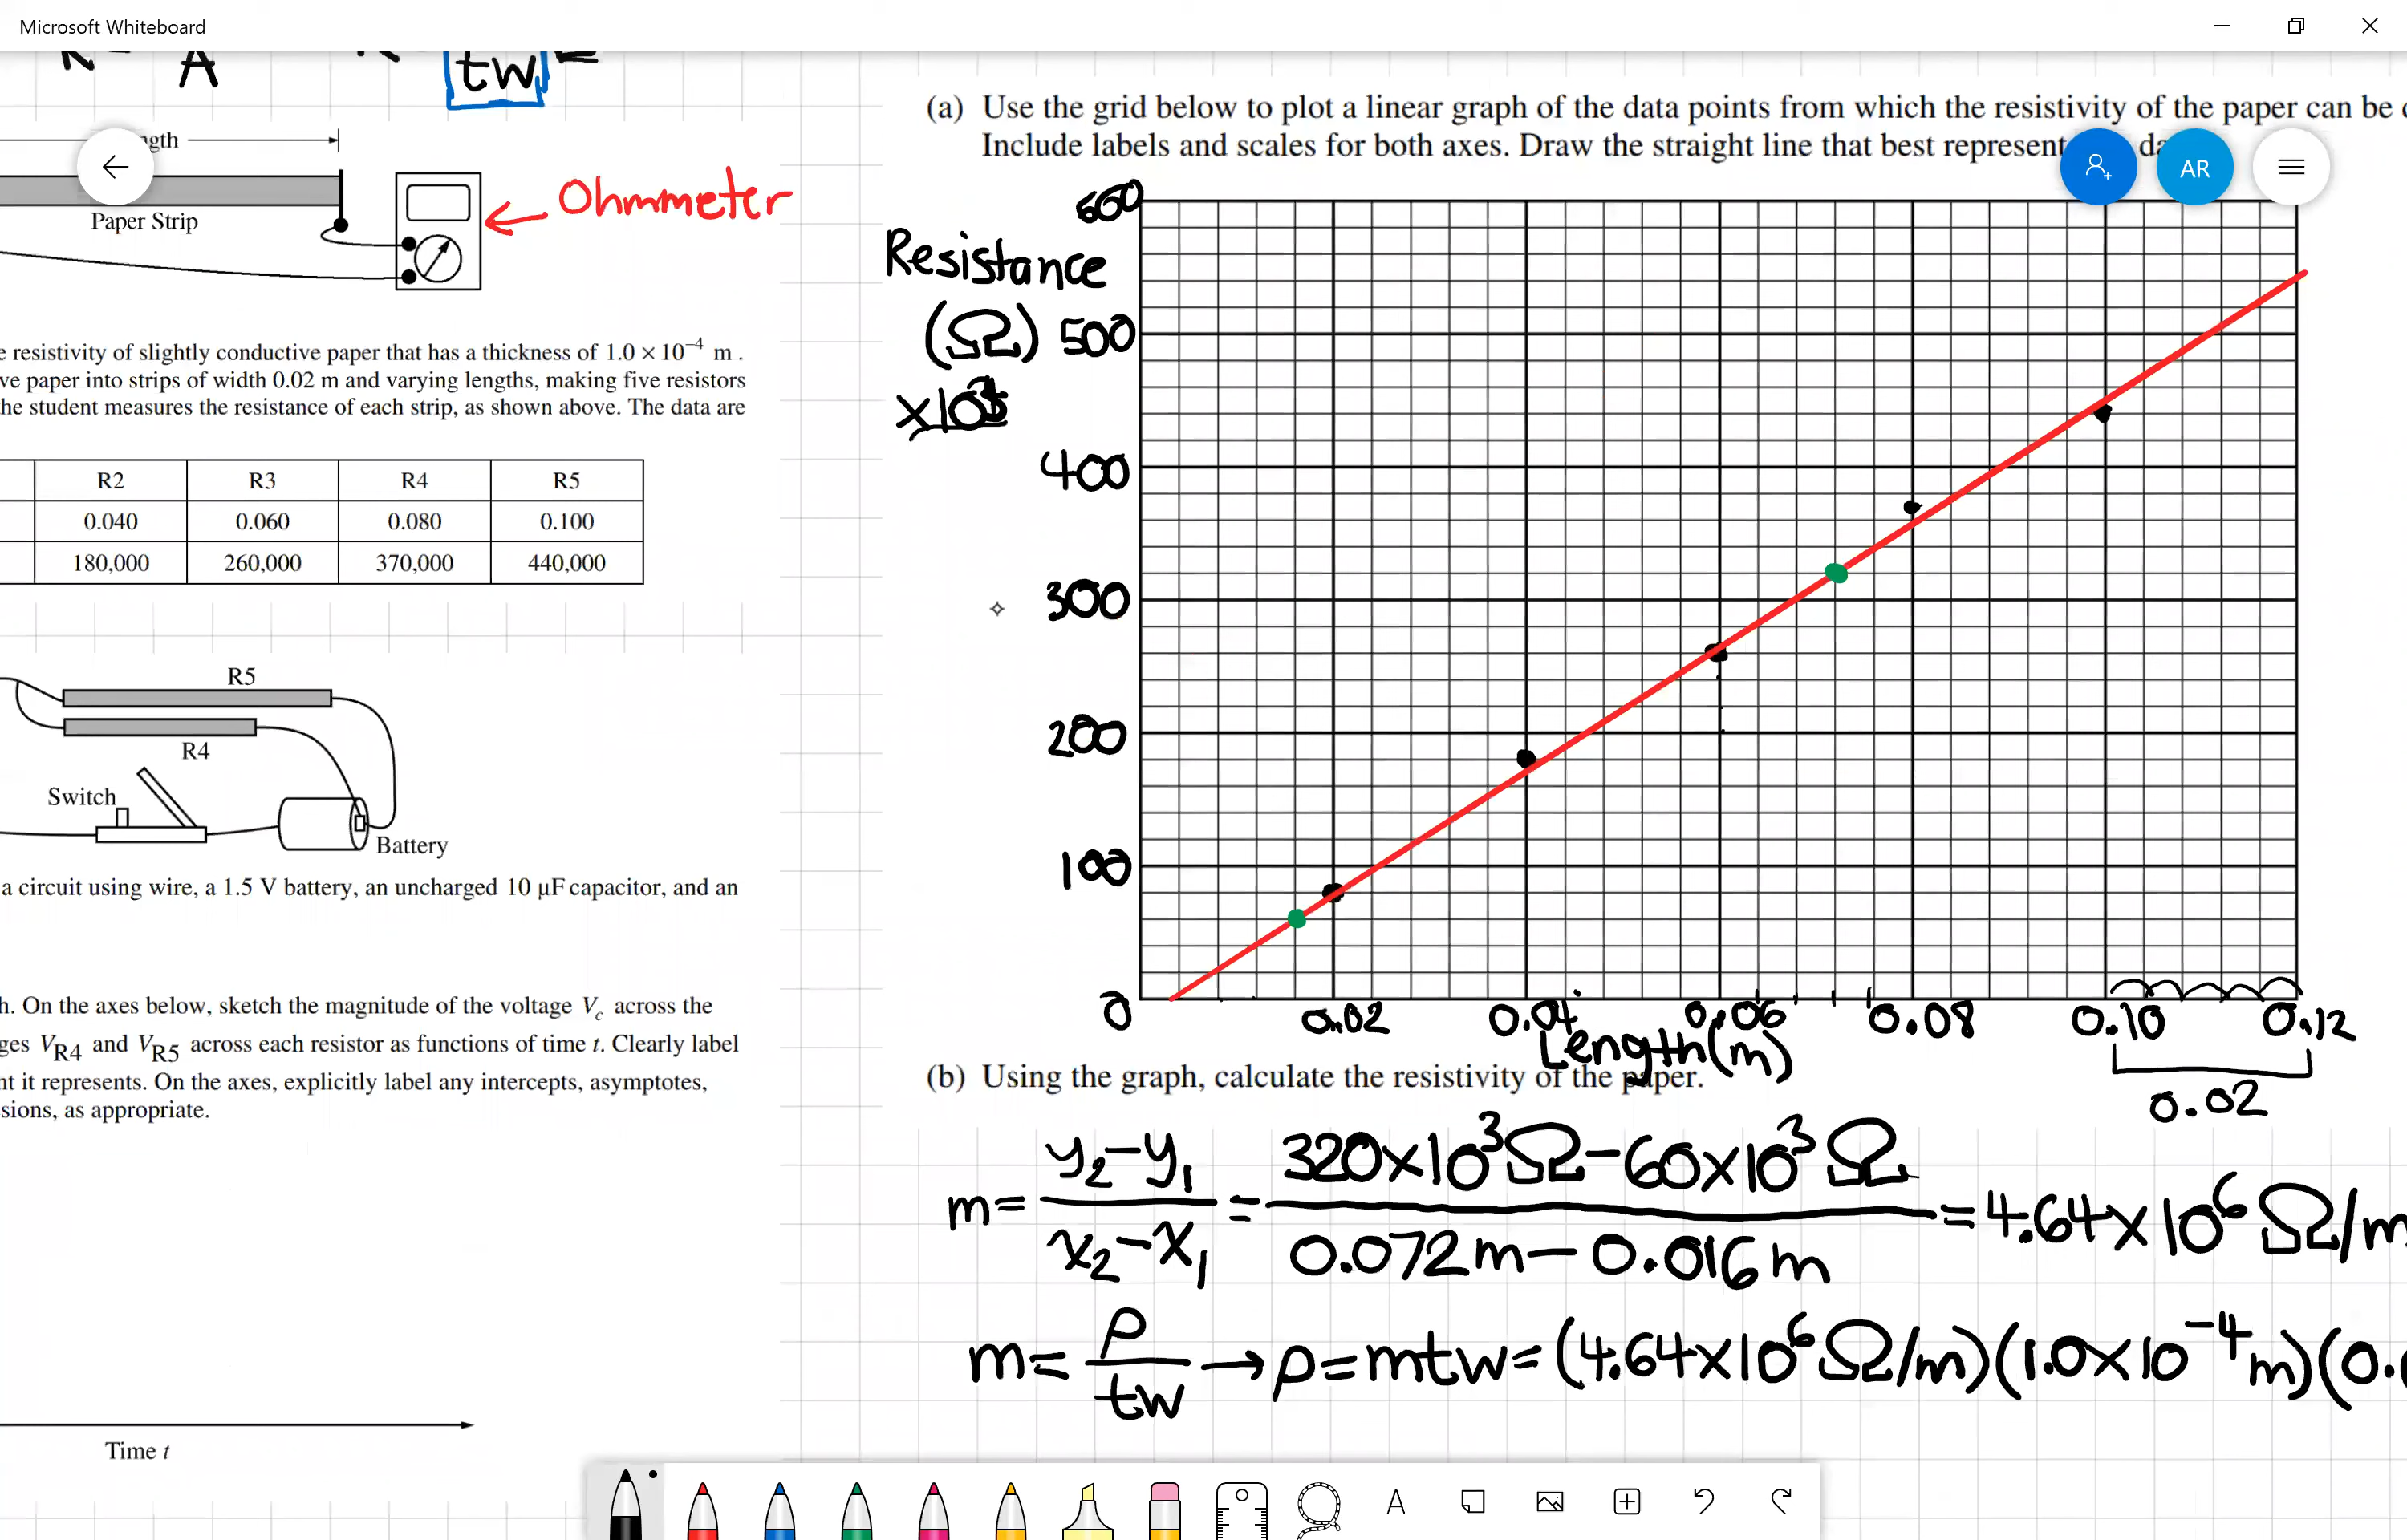 Microsoft Whiteboard
A
tw =
gth
Paper Strip
Ohmmeter
e resistivity of slightly conductive paper that has a thickness of 1.0 × 10⁻⁴ m .
ve paper into strips of width 0.02 m and varying lengths, making five resistors
he student measures the resistance of each strip, as shown above. The data are
R2 R3 R4 R5
0.040 0.060 0.080 0.100
180,000 260,000 370,000 440,000
R5
R4
Switch
Battery
a circuit using wire, a 1.5 V battery, an uncharged 10 µF capacitor, and an
h. On the axes below, sketch the magnitude of the voltage V_c across the
ges V_R4 and V_R5 across each resistor as functions of time t. Clearly label
nt it represents. On the axes, explicitly label any intercepts, asymptotes,
sions, as appropriate.
Time t
(a) Use the grid below to plot a linear graph of the data points from which the resistivity of the paper can be
Include labels and scales for both axes. Draw the straight line that best represent da
AR
Resistance
(Ω) 500
400
300
200
100
0
0.02 0.04 0.06 0.08 0.10 0.12
Length(m)
0.02
(b) Using the graph, calculate the resistivity of the paper.
m = y₂-y₁ / x₂-x₁ = 320×10³Ω-60×10³Ω / 0.072m-0.016m = 4.64×10⁶Ω/m
m = ρ / tw → ρ=mtw=(4.64×10⁶Ω/m)(1.0×10⁻⁴m)(0.
A